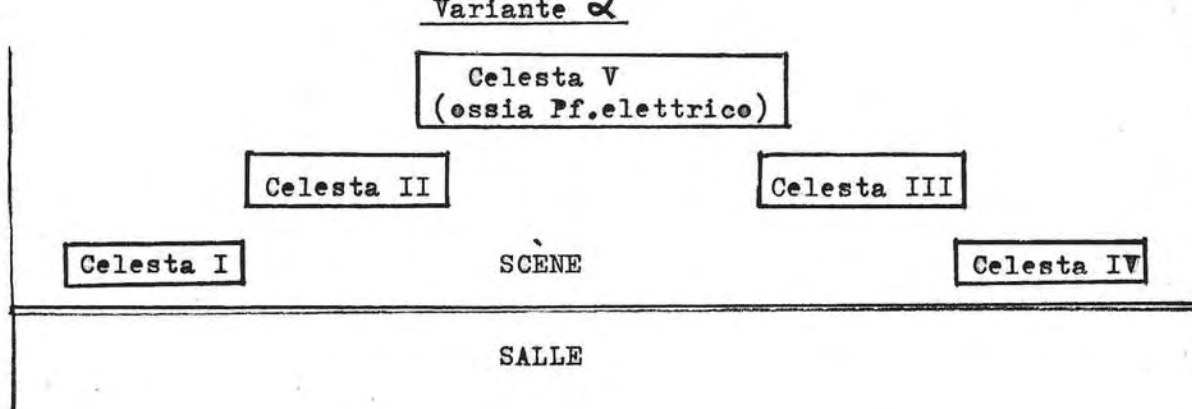 Variante α
Celesta V
(ossia Pf.elettrico)
Celesta II
Celesta III
Celesta I
SCÈNE
Celesta IV
SALLE